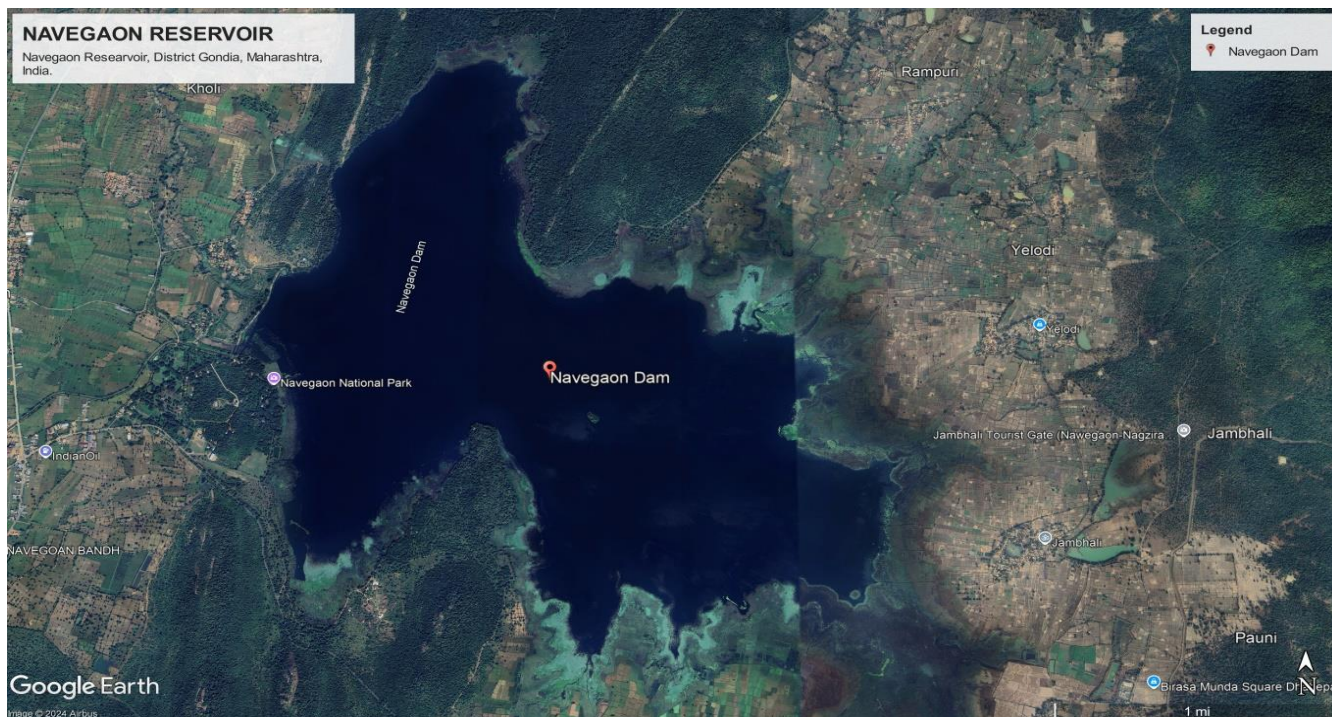 NAVEGAON RESERVOIR
Navegaon Researvoir, District Gondia, Maharashtra,
India.
Legend
Navegaon Dam
Kholi
Rampuri
Navegaon Dam
Yelodi
Yelodi
Navegaon Dam
Navegaon National Park
Jambhali Tourist Gate (Nawegaon-Nagzira...
Jambhali
IndianOil
NAVEGOAN BANDH
Jambhali
Pauni
N
Birasa Munda Square
Google Earth
Image © 2024 Airbus
1 mi